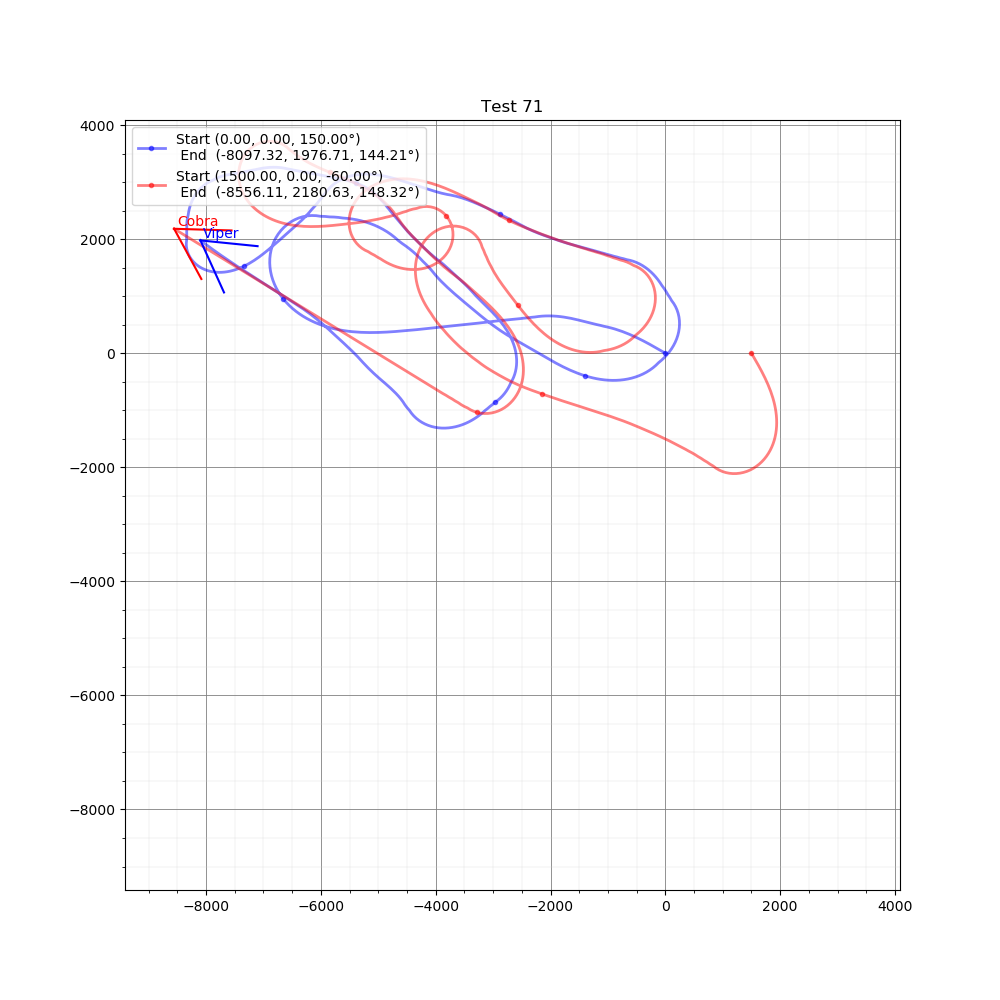 Test 71
Start (0.00, 0.00, 150.00°)
End (-8097.32, 1976.71, 144.21°)
Start (1500.00, 0.00, -60.00°)
End (-8556.11, 2180.63, 148.32°)
Cobra
Viper
4000
2000
0
−2000
−4000
−6000
−8000
−8000
−6000
−4000
−2000
0
2000
4000